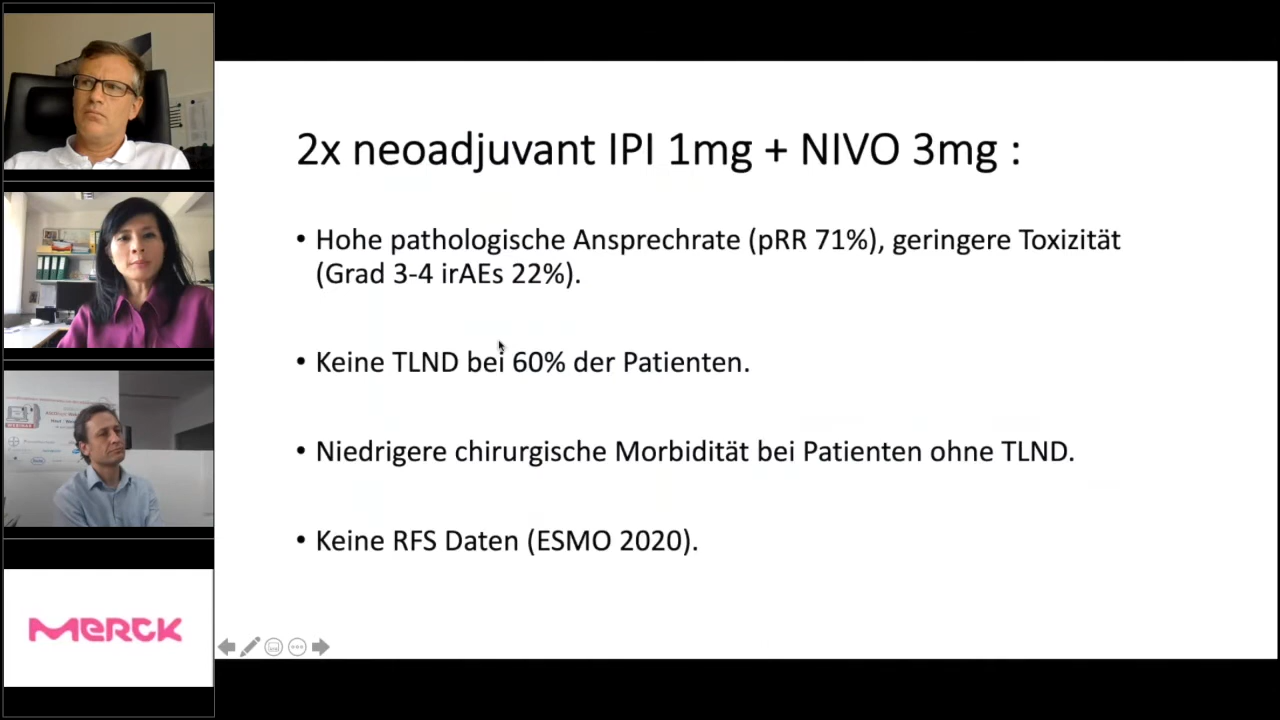 2x neoadjuvant IPI 1mg + NIVO 3mg :
• Hohe pathologische Ansprechrate (pRR 71%), geringere Toxizität
(Grad 3-4 irAEs 22%).
• Keine TLND bei 60% der Patienten.
• Niedrigere chirurgische Morbidität bei Patienten ohne TLND.
• Keine RFS Daten (ESMO 2020).
MERCK